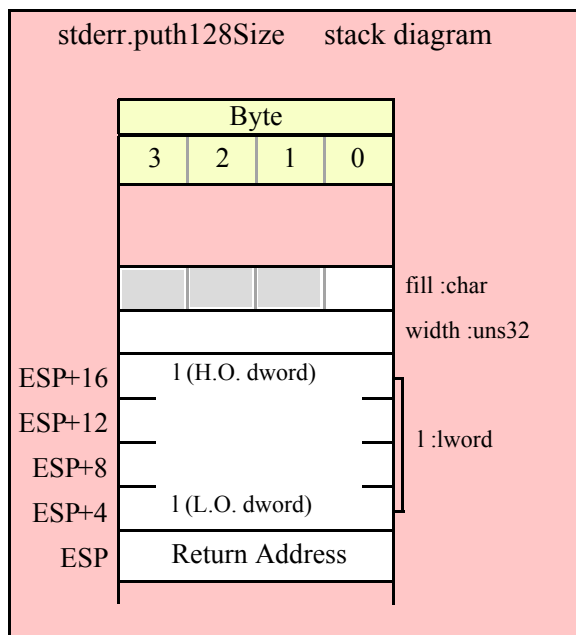 stderr.puth128Size stack diagram
Byte
3 2 1 0
fill :char
width :uns32
ESP+16 l (H.O. dword)
ESP+12
l :lword
ESP+8
ESP+4 l (L.O. dword)
ESP Return Address